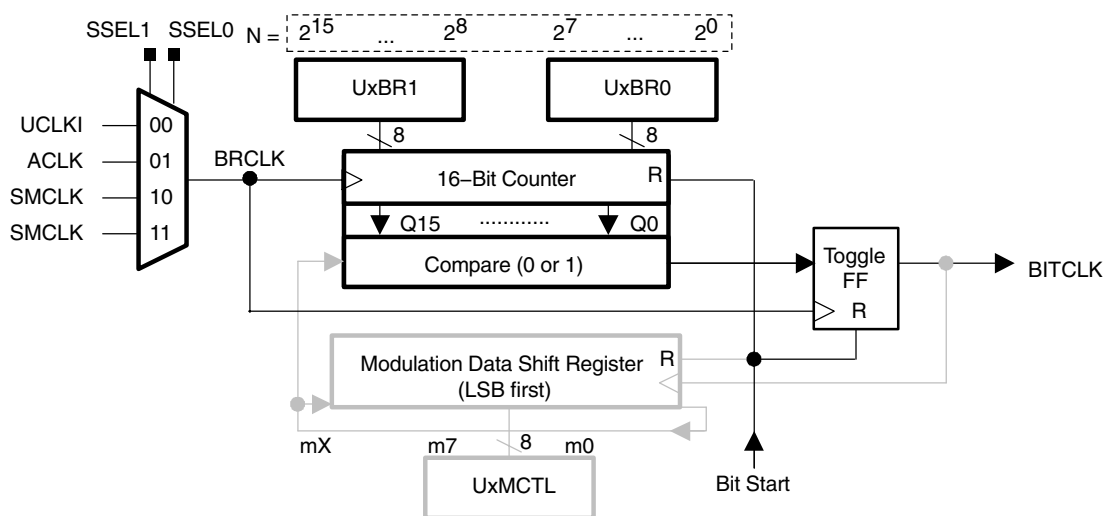 SSEL1 SSEL0 N = 2^15 ... 2^8 2^7 ... 2^0
UxBR1 UxBR0
8 8
UCLKI 00
ACLK 01
SMCLK 10
SMCLK 11
BRCLK
16−Bit Counter R
Q15 ............ Q0
Compare (0 or 1)
Toggle
FF
R
BITCLK
Modulation Data Shift Register R
(LSB first)
mX m7 8 m0
UxMCTL
Bit Start